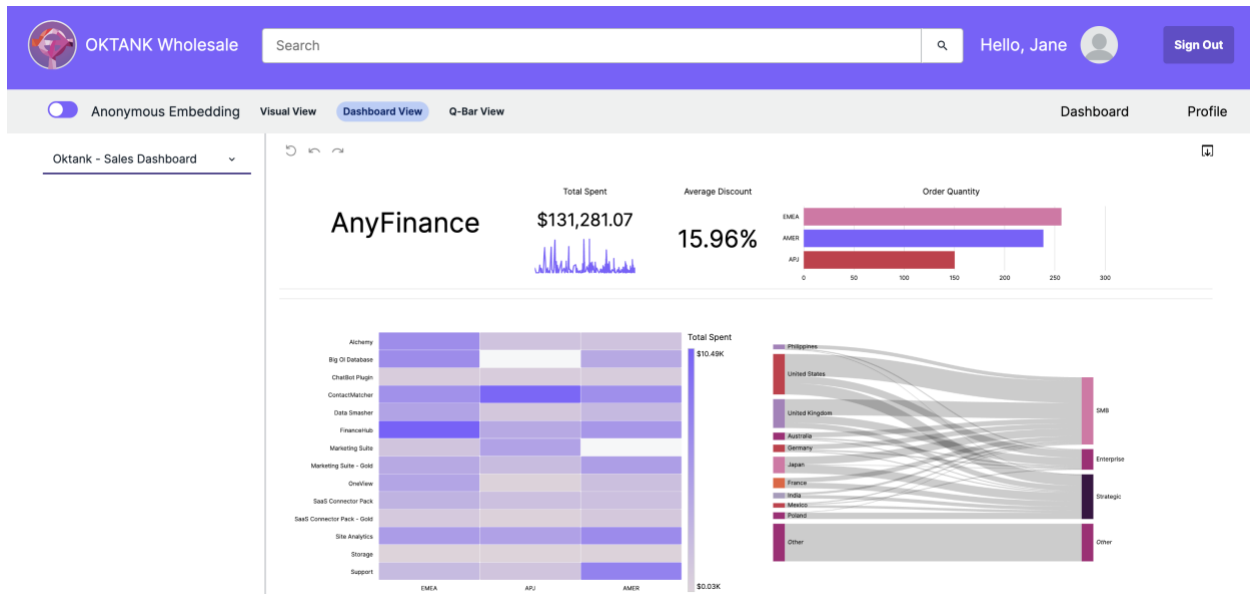 OKTANK Wholesale
Search
Hello, Jane
Sign Out
Anonymous Embedding
Visual View
Dashboard View
Q-Bar View
Dashboard
Profile
Oktank - Sales Dashboard
AnyFinance
Total Spent
$131,281.07
Average Discount
15.96%
Order Quantity
EMEA
AMER
APJ
0 50 100 150 200 250 300
Alchemy
Big Ol Database
ChatBot Plugin
ContactMatcher
Data Smasher
FinanceHub
Marketing Suite
Marketing Suite - Gold
OneView
SaaS Connector Pack
SaaS Connector Pack - Gold
Site Analytics
Storage
Support
EMEA APJ AMER
Total Spent
$10.49K
$0.03K
Philippines
United States
United Kingdom
Australia
Germany
Japan
France
India
Mexico
Poland
Other
SMB
Enterprise
Strategic
Other